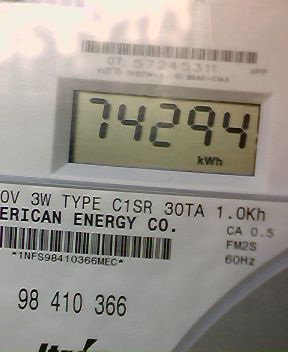 07 57245311
74294
kWh
0V 3W TYPE C1SR 30TA 1.0Kh
ERICAN ENERGY CO.
CA 0.5
FM2S
*1NFS98410366MEC*
60Hz
98 410 366